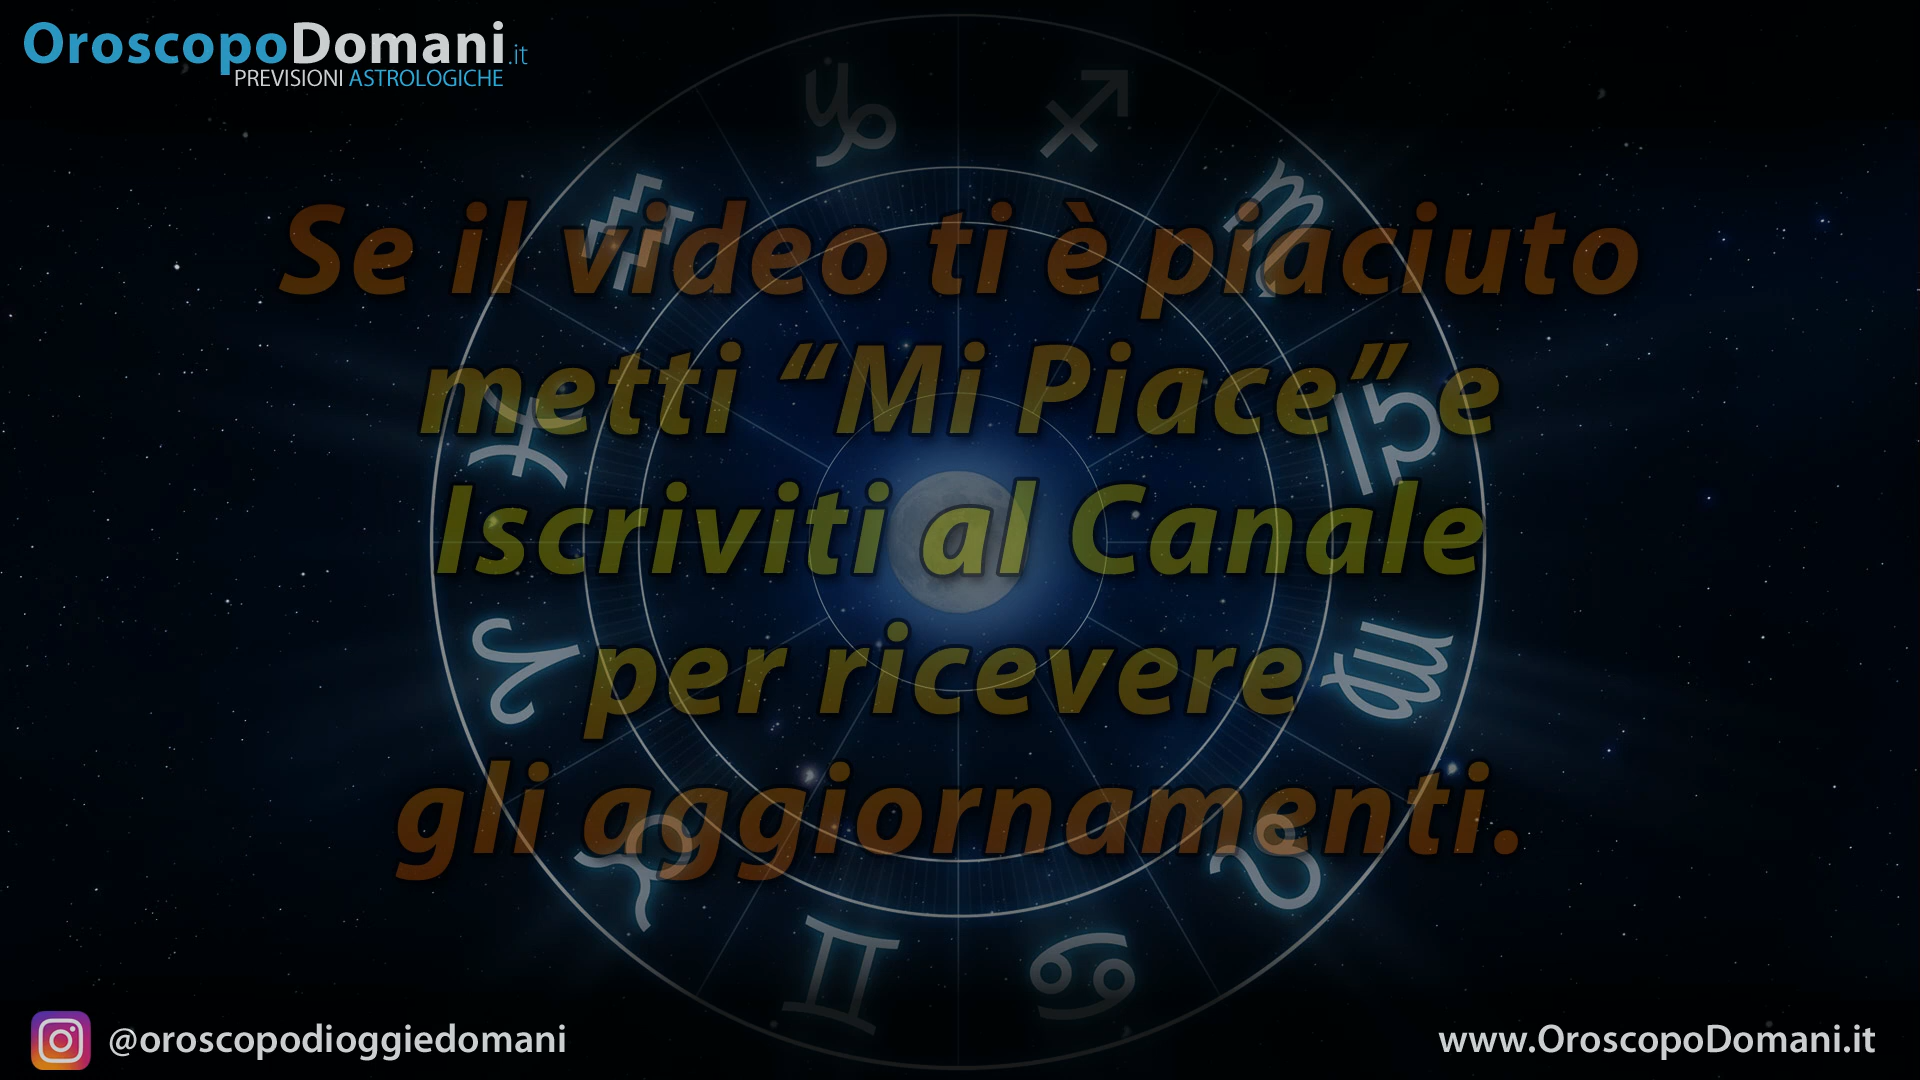 OroscopoDomani.it
PREVISIONI ASTROLOGICHE
Se il video ti è piaciuto
metti “Mi Piace” e
Iscriviti al Canale
per ricevere
gli aggiornamenti.
@oroscopodioggiedomani
www.OroscopoDomani.it